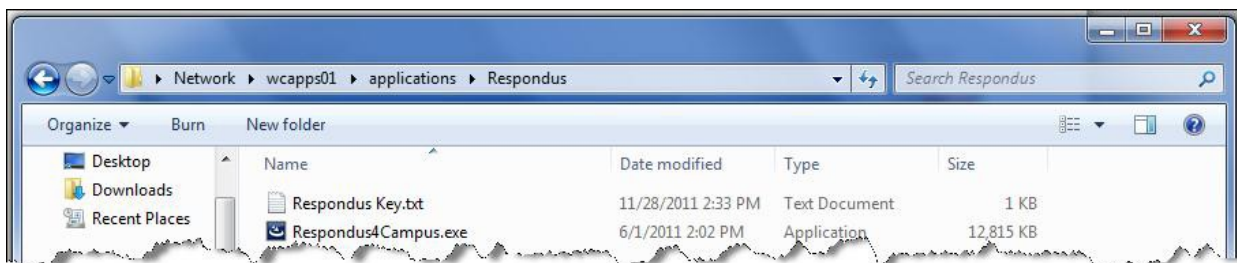 Network wcapps01 applications Respondus Search Respondus
Organize Burn New folder
Desktop Name Date modified Type Size
Downloads
Respondus Key.txt 11/28/2011 2:33 PM Text Document 1 KB
Recent Places
Respondus4Campus.exe 6/1/2011 2:02 PM Application 12,815 KB